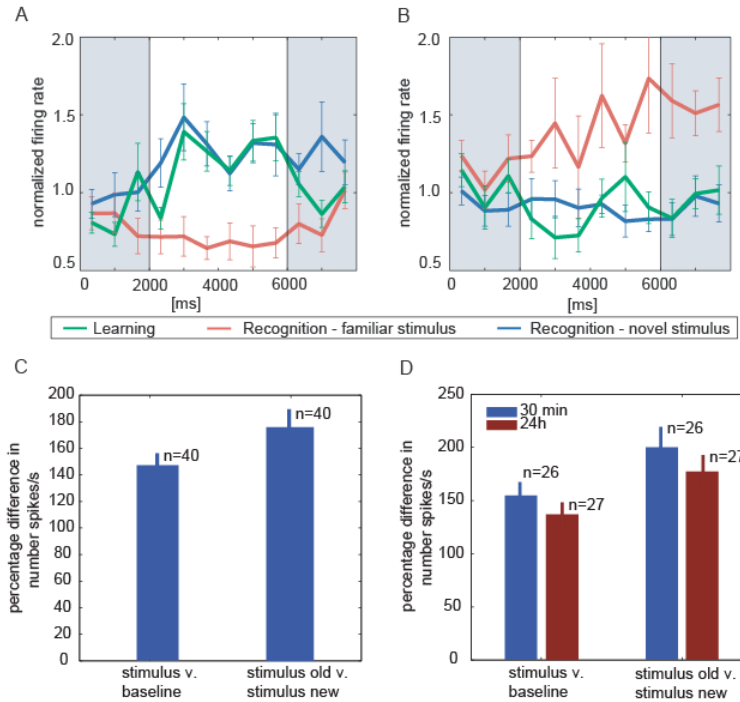 A
B
2.0
1.5
1.0
0.5
normalized firing rate
0
2000
4000
6000
[ms]
2.0
1.5
1.0
0.5
normalized firing rate
0
2000
4000
6000
[ms]
Learning
Recognition - familiar stimulus
Recognition - novel stimulus
C
D
200
180
160
140
120
100
80
60
40
20
0
percentage difference in
number spikes/s
n=40
n=40
stimulus v.
baseline
stimulus old v.
stimulus new
250
200
150
100
50
0
percentage difference in
number spikes/s
30 min
24h
n=26
n=27
n=26
n=27
stimulus v.
baseline
stimulus old v.
stimulus new